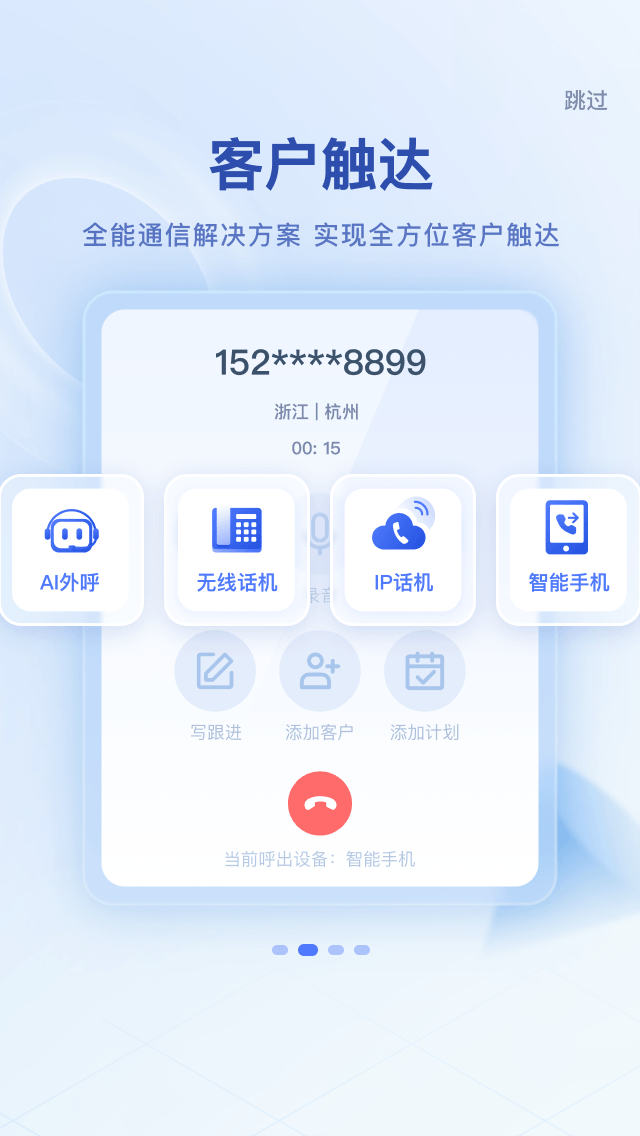 跳过
客户触达
全能通信解决方案 实现全方位客户触达
152****8899
浙江 | 杭州
00: 15
录音
AI外呼
无线话机
IP话机
智能手机
写跟进
添加客户
添加计划
当前呼出设备：智能手机